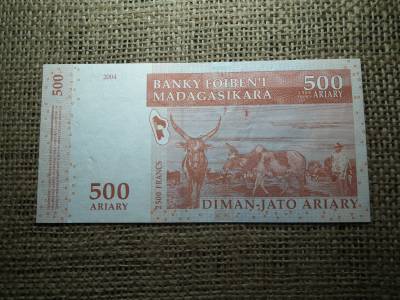 500
2004
BANKY FOIBEN'I
MADAGASIKARA
500
ARIARY
500
ARIARY
2500 FRANCS
DIMAN-JATO ARIARY